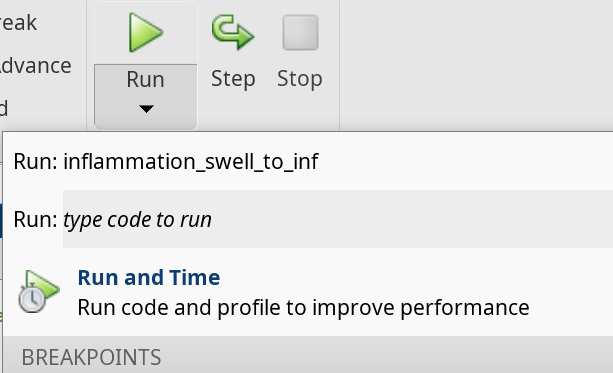 reak
Advance
d
Run
Step
Stop
Run: inflammation_swell_to_inf
Run: type code to run
Run and Time
Run code and profile to improve performance
BREAKPOINTS